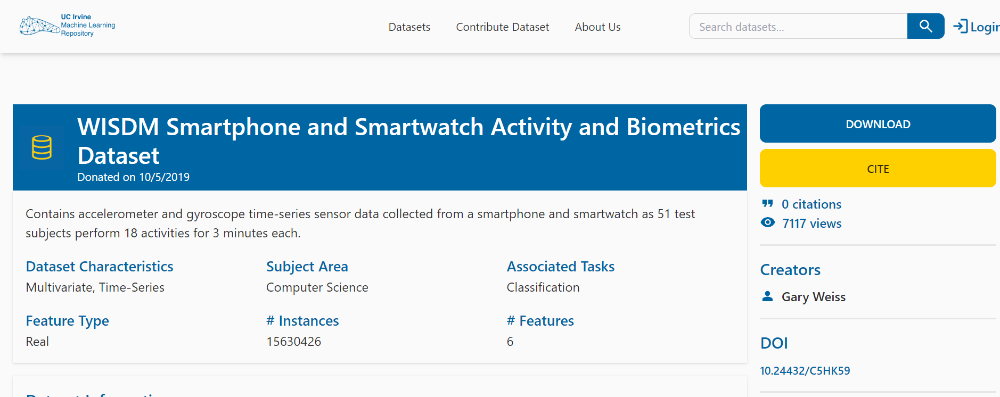 UC Irvine
Machine Learning
Repository
Datasets
Contribute Dataset
About Us
Search datasets...
Login
WISDM Smartphone and Smartwatch Activity and Biometrics
Dataset
Donated on 10/5/2019
Contains accelerometer and gyroscope time-series sensor data collected from a smartphone and smartwatch as 51 test
subjects perform 18 activities for 3 minutes each.
Dataset Characteristics
Multivariate, Time-Series
Subject Area
Computer Science
Associated Tasks
Classification
Feature Type
Real
# Instances
15630426
# Features
6
DOWNLOAD
CITE
0 citations
7117 views
Creators
Gary Weiss
DOI
10.24432/C5HK59